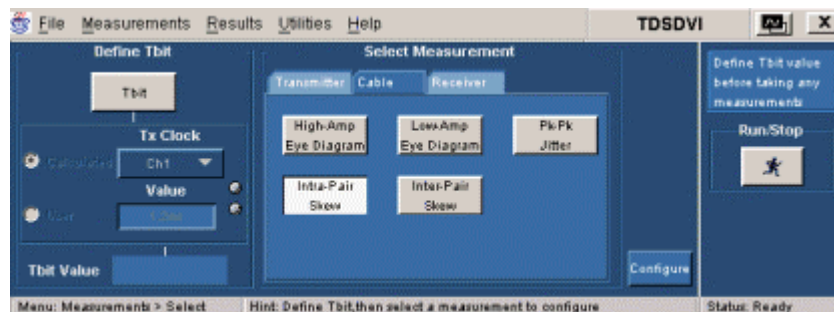 File Measurements Results Utilities Help TDSDVI X
Define Tbit
Tbit
Tx Clock
Calculated Ch1
Value
User
Tbit Value
Select Measurement
Transmitter Cable Receiver
High-Amp Eye Diagram
Low-Amp Eye Diagram
Pk-Pk Jitter
Intra-Pair Skew
Inter-Pair Skew
Configure
Define Tbit value
before taking any
measurements
Run/Stop
Menu: Measurements > Select Hint: Define Tbit,then select a measurement to configure Status: Ready